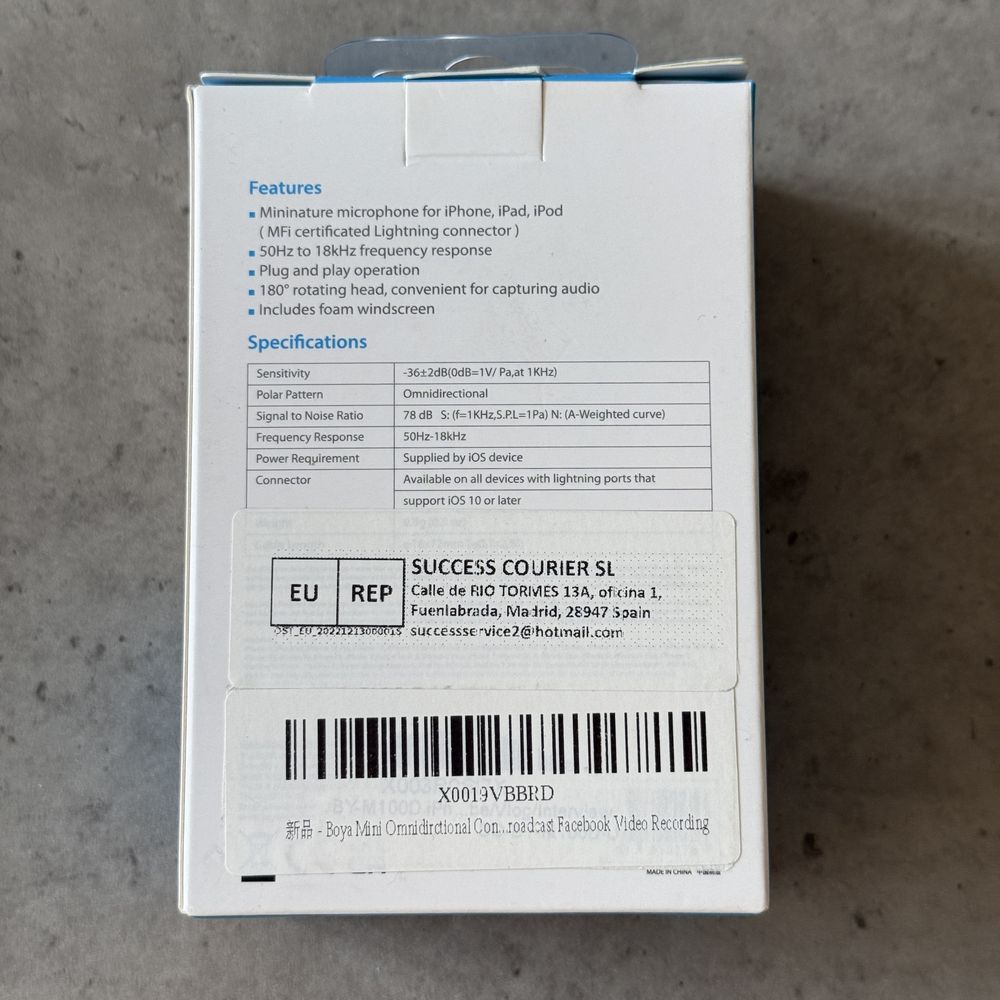 Features
▪ Mininature microphone for iPhone, iPad, iPod
( MFi certificated Lightning connector )
▪ 50Hz to 18kHz frequency response
▪ Plug and play operation
▪ 180° rotating head, convenient for capturing audio
▪ Includes foam windscreen
Specifications
Sensitivity -36±2dB(0dB=1V/ Pa,at 1KHz)
Polar Pattern Omnidirectional
Signal to Noise Ratio 78 dB S: (f=1KHz,S.P.L=1Pa) N: (A-Weighted curve)
Frequency Response 50Hz-18kHz
Power Requirement Supplied by iOS device
Connector Available on all devices with lightning ports that
support iOS 10 or later
EU REP
OST_EU_20221213000015
SUCCESS COURIER SL
Calle de RIO TORMES 13A, oficina 1,
Fuenlabrada, Madrid, 28947 Spain
successservice2@hotmail.com
X0019VBBRD
新品 - Boya Mini Omnidirctional Con...roadcast Facebook Video Recording
MADE IN CHINA 中国制造